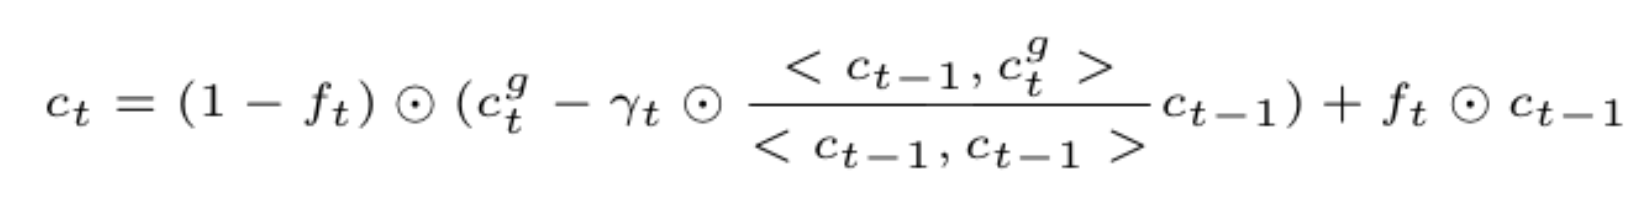 c_t = (1 − f_t) ⊙ (c_t^g − γ_t ⊙ \frac{< c_{t−1}, c_t^g >}{< c_{t−1}, c_{t−1} >} c_{t−1}) + f_t ⊙ c_{t−1}